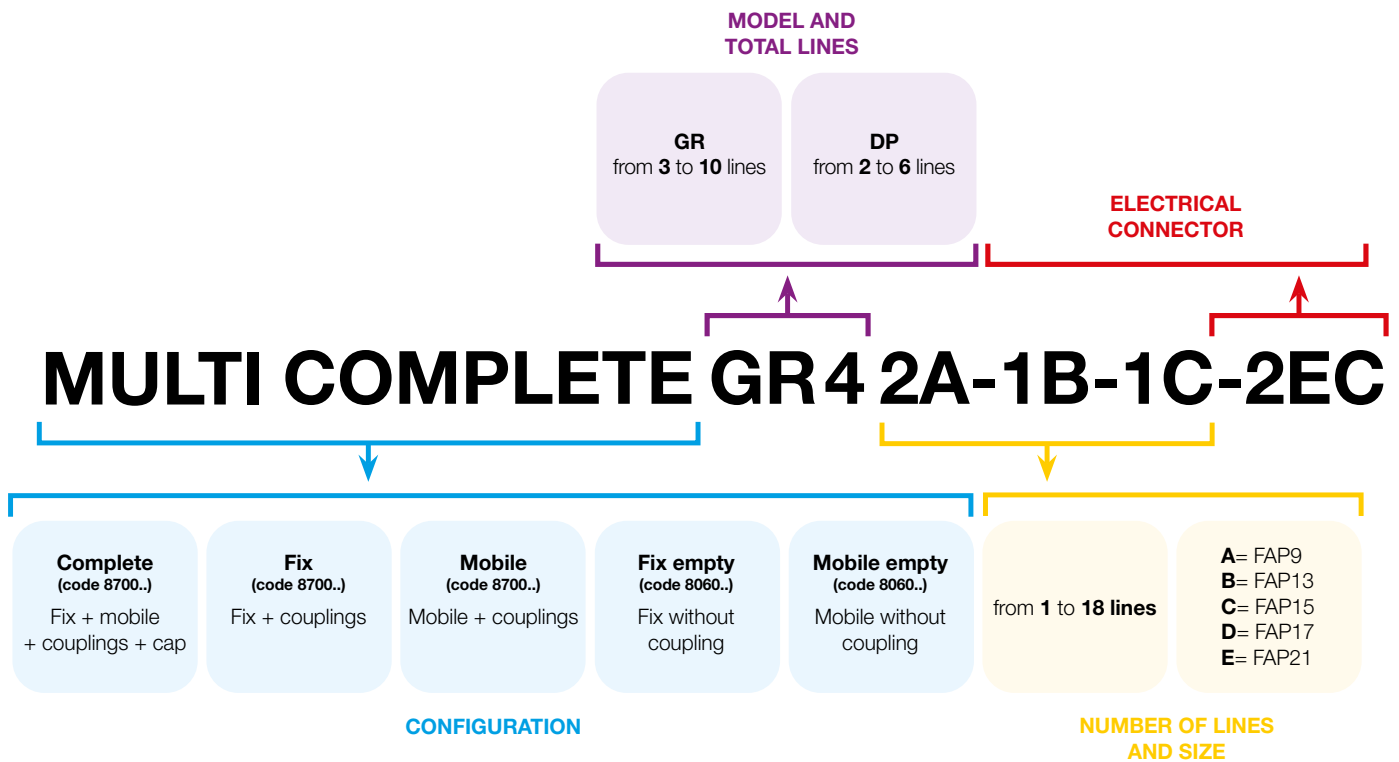 MODEL AND
TOTAL LINES
GR
from 3 to 10 lines
DP
from 2 to 6 lines
ELECTRICAL
CONNECTOR
MULTI COMPLETE GR4 2A-1B-1C-2EC
Complete
(code 8700..)
Fix + mobile
+ couplings + cap
Fix
(code 8700..)
Fix + couplings
Mobile
(code 8700..)
Mobile + couplings
Fix empty
(code 8060..)
Fix without
coupling
Mobile empty
(code 8060..)
Mobile without
coupling
from 1 to 18 lines
A= FAP9
B= FAP13
C= FAP15
D= FAP17
E= FAP21
CONFIGURATION
NUMBER OF LINES
AND SIZE